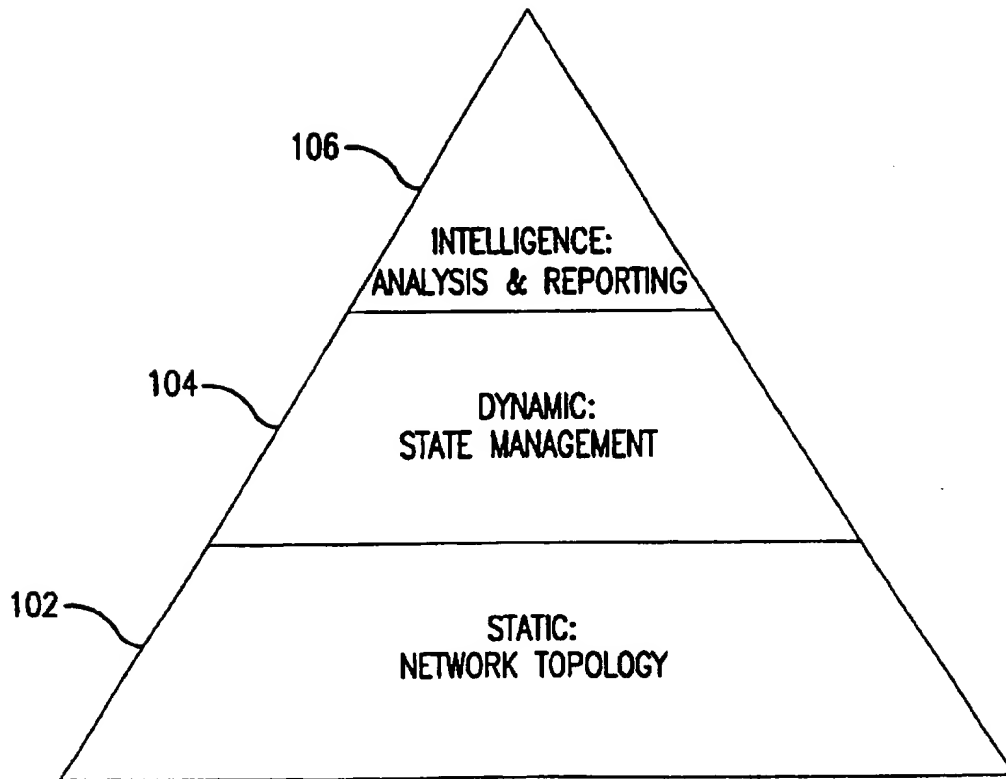 106
INTELLIGENCE:
ANALYSIS & REPORTING
104
DYNAMIC:
STATE MANAGEMENT
102
STATIC:
NETWORK TOPOLOGY